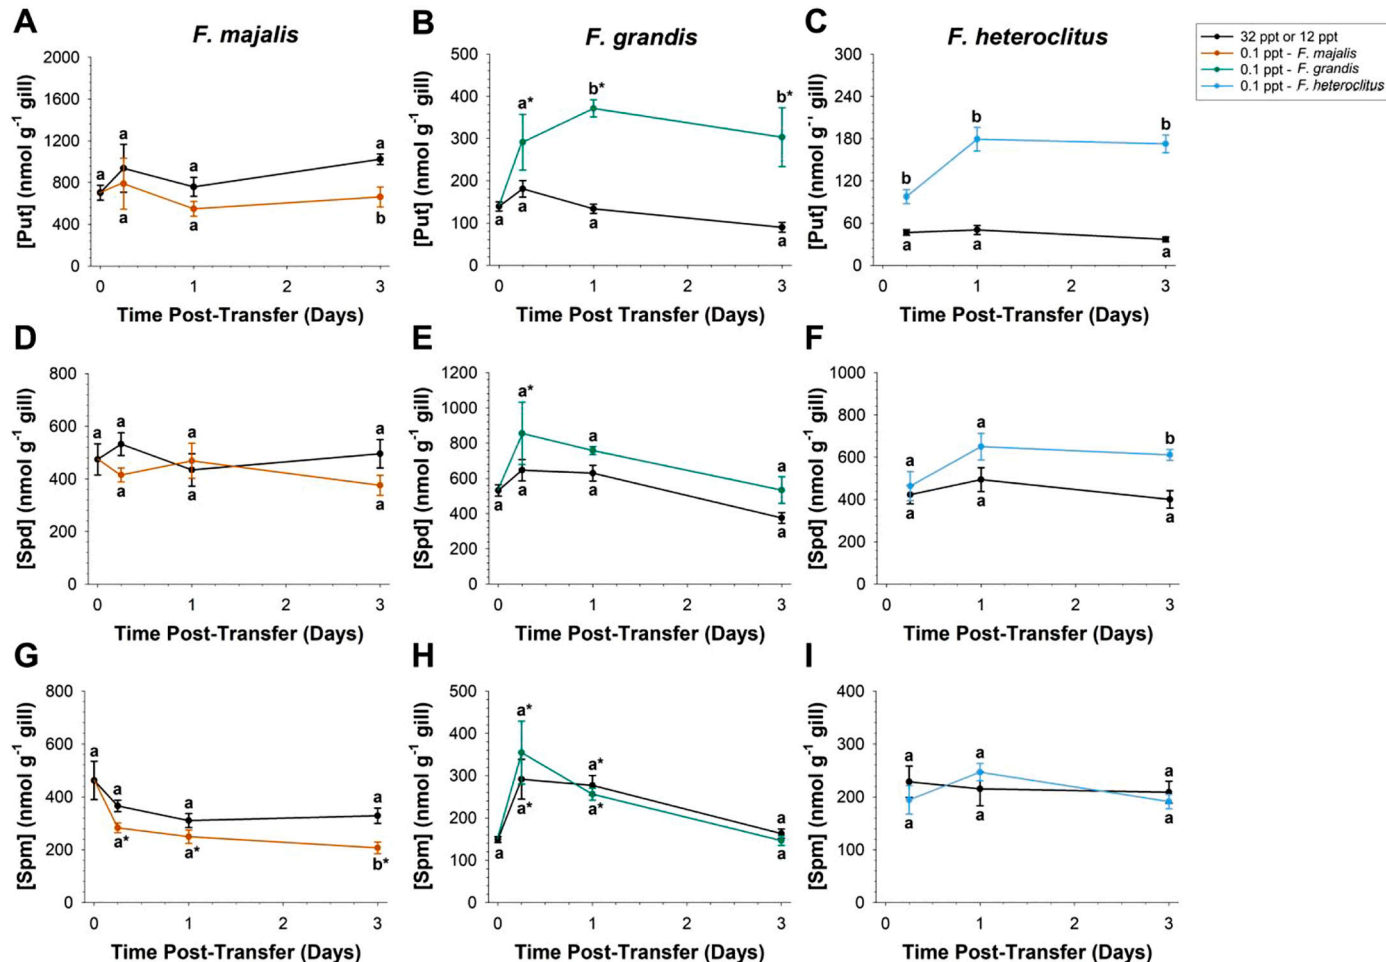 A
F. majalis
B
F. grandis
C
F. heteroclitus
32 ppt or 12 ppt
0.1 ppt - F. majalis
0.1 ppt - F. grandis
0.1 ppt - F. heteroclitus
[Put] (nmol g⁻¹ gill)
2000
1600
1200
800
400
0
a
a
a
a
a
a
b
0
1
2
3
Time Post-Transfer (Days)
[Put] (nmol g⁻¹ gill)
500
400
300
200
100
0
a*
b*
b*
a
a
a
a
0
1
2
3
Time Post Transfer (Days)
[Put] (nmol g⁻¹ gill)
300
240
180
120
60
0
b
b
b
a
a
a
0
1
2
3
Time Post-Transfer (Days)
D
[Spd] (nmol g⁻¹ gill)
800
600
400
200
0
a
a
a
a
a
a
a
0
1
2
3
Time Post-Transfer (Days)
E
[Spd] (nmol g⁻¹ gill)
1200
1000
800
600
400
200
0
a*
a
a
a
a
a
a
0
1
2
3
Time Post-Transfer (Days)
F
[Spd] (nmol g⁻¹ gill)
1000
800
600
400
200
0
a
a
b
a
a
a
0
1
2
3
Time Post-Transfer (Days)
G
[Spm] (nmol g⁻¹ gill)
800
600
400
200
0
a
a
a
a
a*
a*
b*
0
1
2
3
Time Post-Transfer (Days)
H
[Spm] (nmol g⁻¹ gill)
500
400
300
200
100
0
a*
a*
a
a
a*
a*
a
0
1
2
3
Time Post-Transfer (Days)
I
[Spm] (nmol g⁻¹ gill)
400
300
200
100
0
a
a
a
a
a
a
0
1
2
3
Time Post-Transfer (Days)